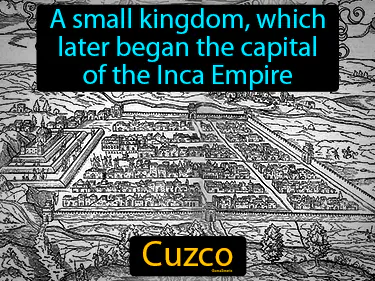 A small kingdom, which
later began the capital
of the Inca Empire
Cuzco